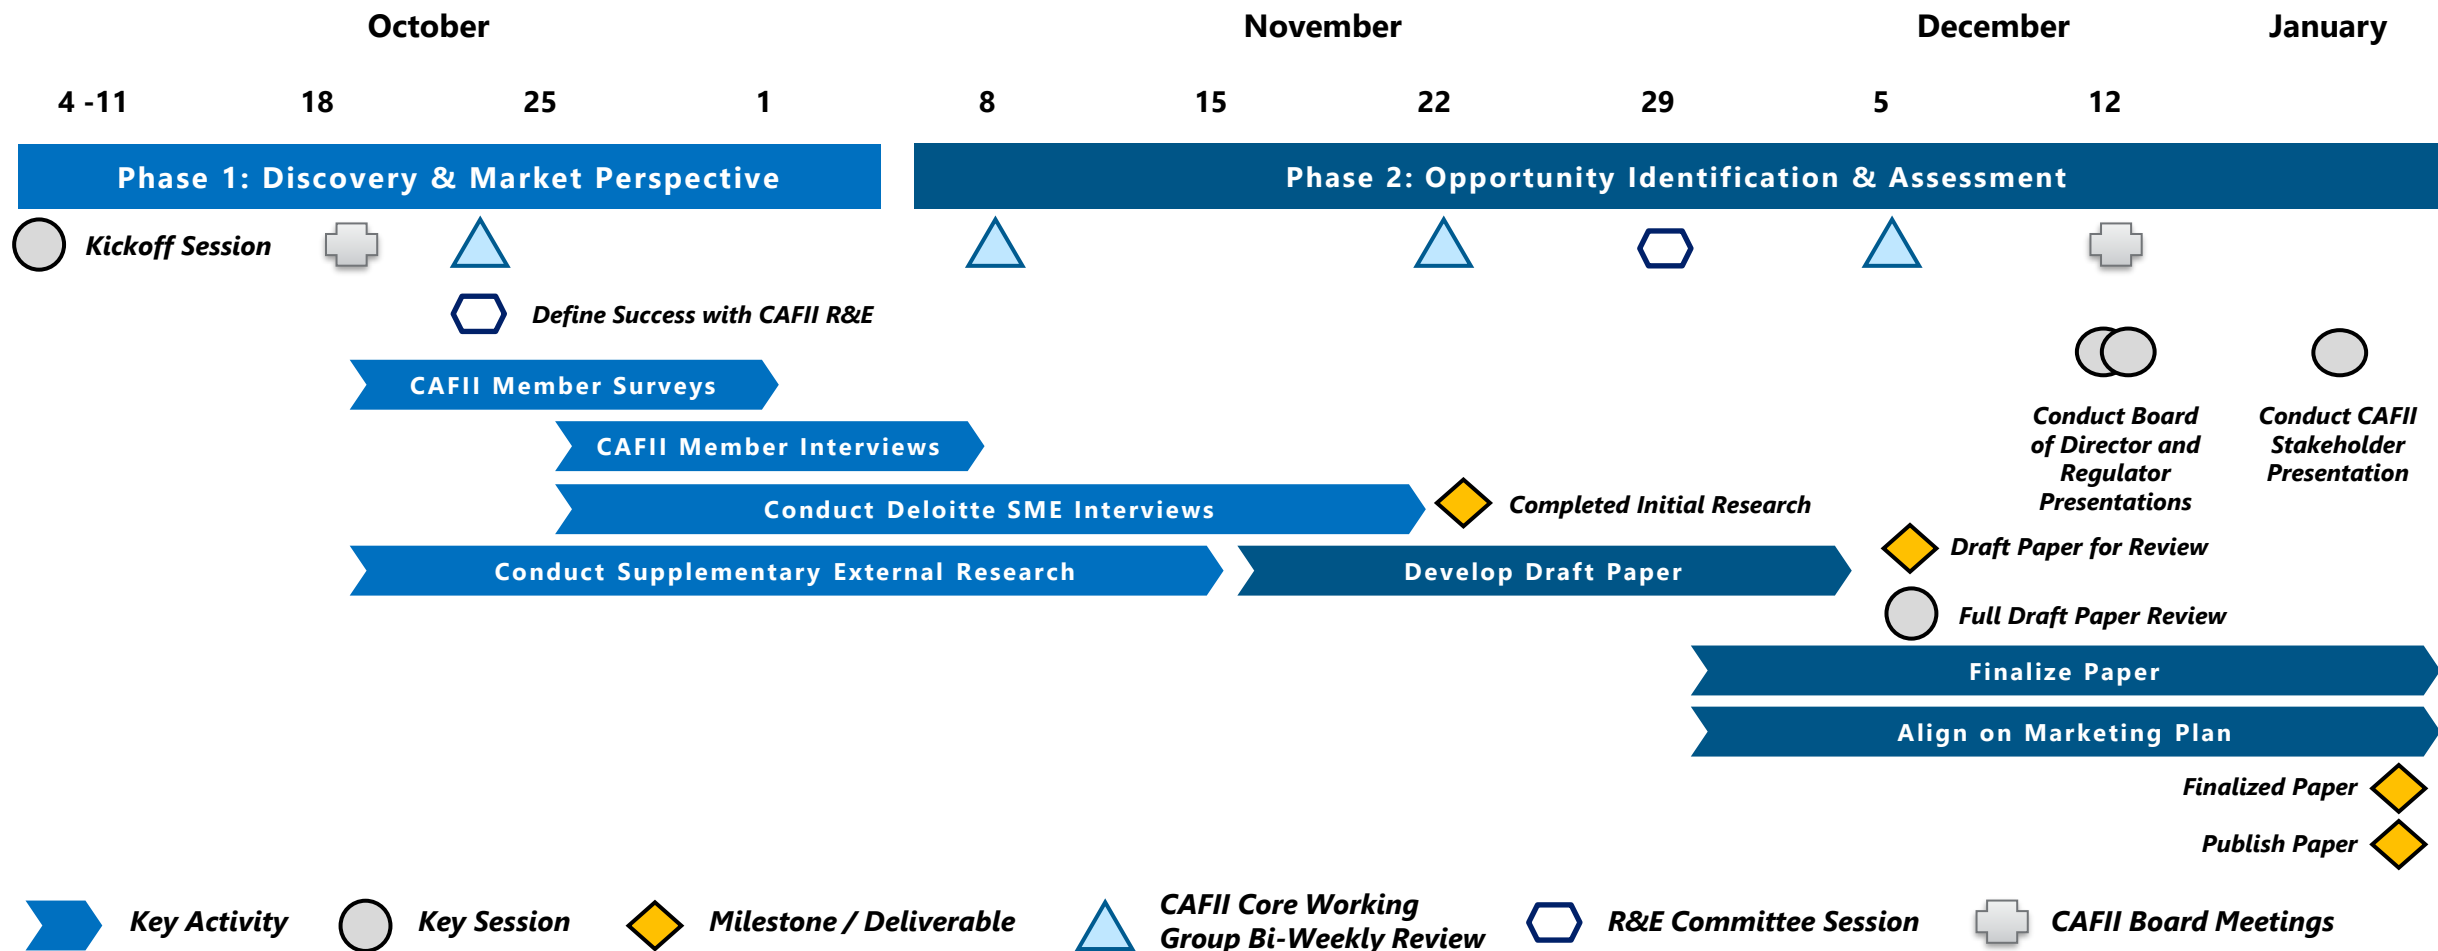 October
November
December
January
4 -11
18
25
1
8
15
22
29
5
12
Phase 1: Discovery & Market Perspective
Phase 2: Opportunity Identification & Assessment
Kickoff Session
Define Success with CAFII R&E
CAFII Member Surveys
CAFII Member Interviews
Conduct Board
of Director and
Regulator
Presentations
Conduct CAFII
Stakeholder
Presentation
Conduct Deloitte SME Interviews
Completed Initial Research
Conduct Supplementary External Research
Develop Draft Paper
Draft Paper for Review
Full Draft Paper Review
Finalize Paper
Align on Marketing Plan
Finalized Paper
Publish Paper
Key Activity
Key Session
Milestone / Deliverable
CAFII Core Working
Group Bi-Weekly Review
R&E Committee Session
CAFII Board Meetings